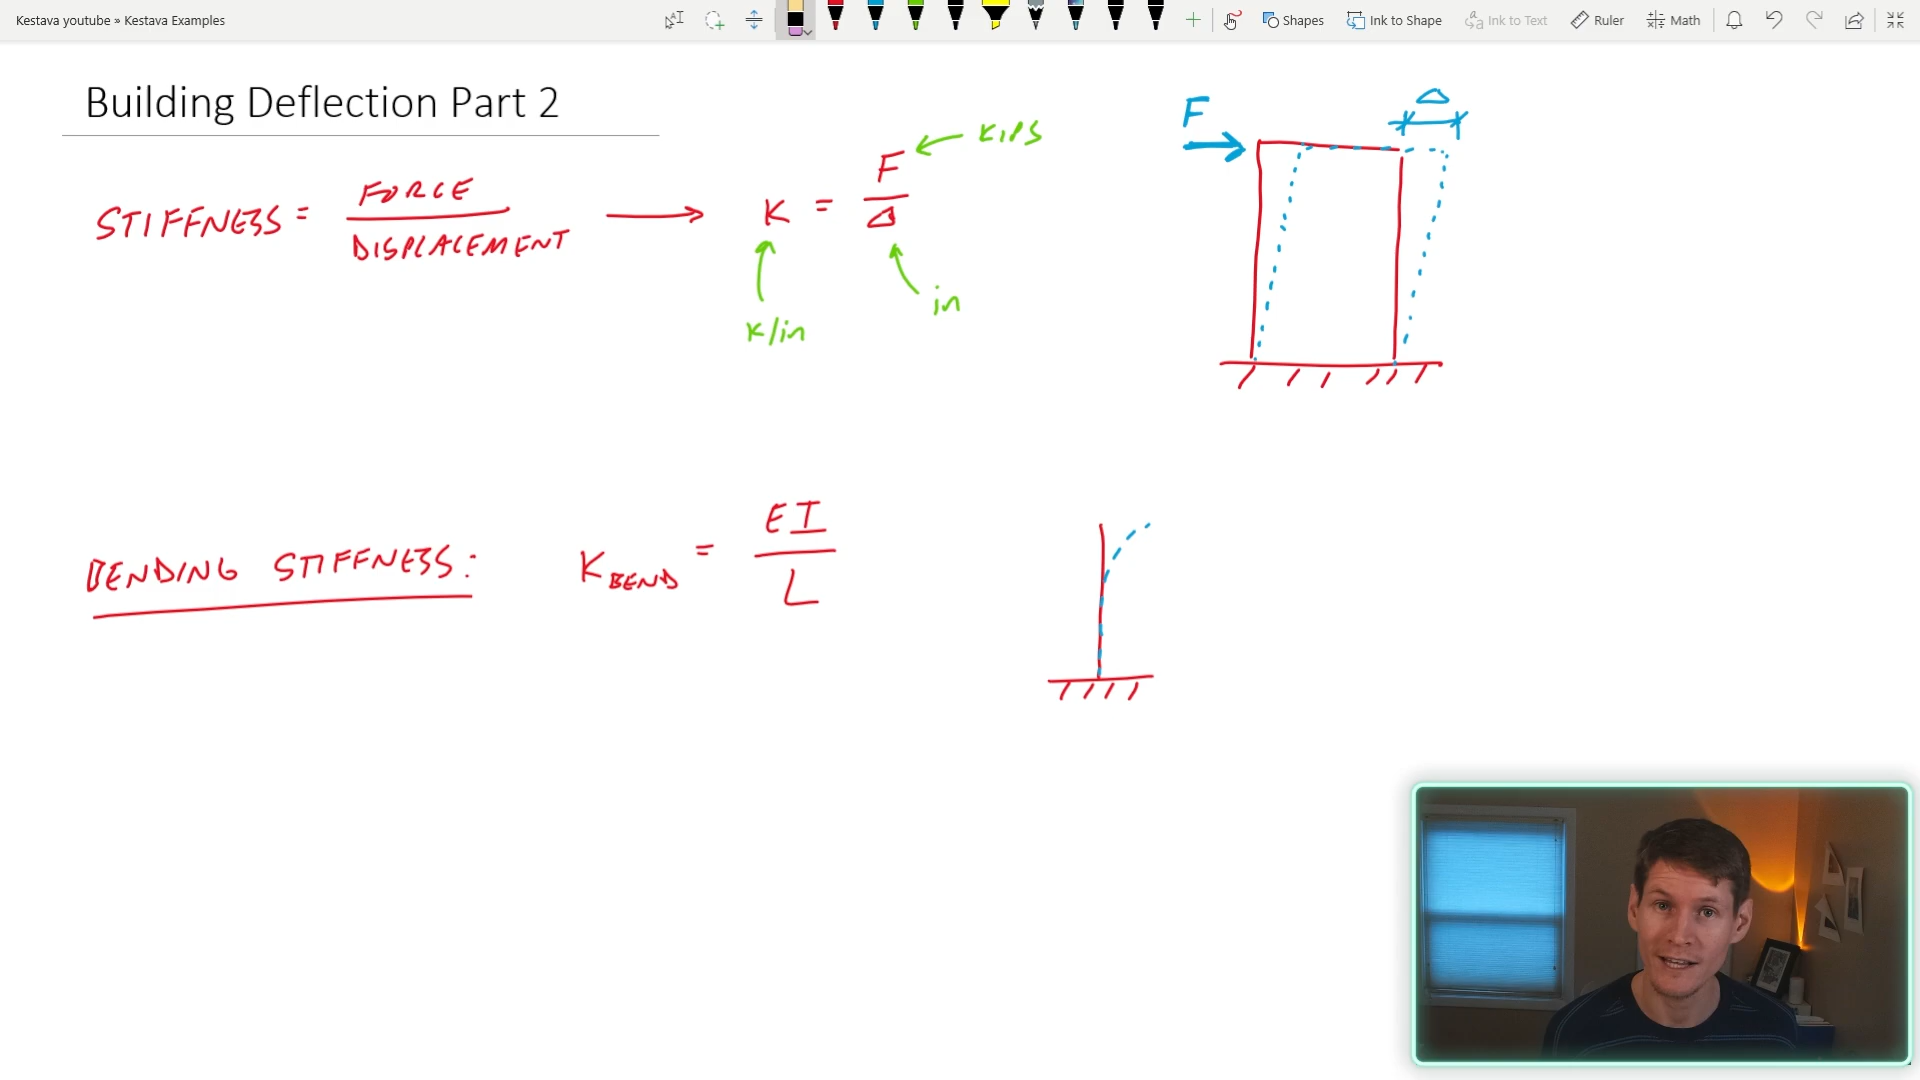 Kestava youtube » Kestava Examples
Shapes
Ink to Shape
Ink to Text
Ruler
Math
Building Deflection Part 2
STIFFNESS = FORCE
DISPLACEMENT
K = F
Δ
KIPS
K/in
in
F
Δ
BENDING STIFFNESS: K BEND = EI
L